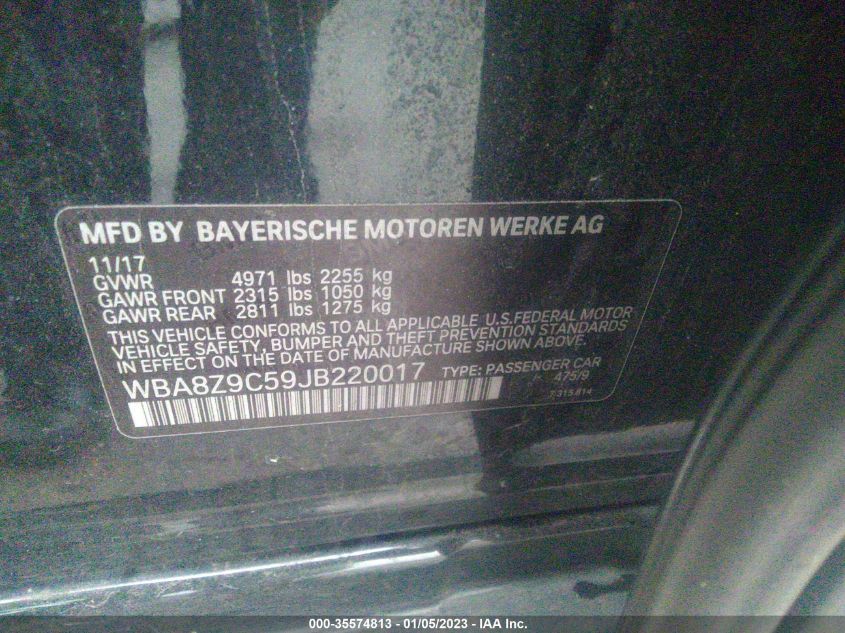 MFD BY BAYERISCHE MOTOREN WERKE AG
11/17
GVWR 4971 lbs 2255 kg
GAWR FRONT 2315 lbs 1050 kg
GAWR REAR 2811 lbs 1275 kg
THIS VEHICLE CONFORMS TO ALL APPLICABLE U.S.FEDERAL MOTOR
VEHICLE SAFETY, BUMPER AND THEFT PREVENTION STANDARDS
IN EFFECT ON THE DATE OF MANUFACTURE SHOWN ABOVE.
WBA8Z9C59JB220017 TYPE: PASSENGER CAR
475/9
7315814
000-35574813 - 01/05/2023 - IAA Inc.